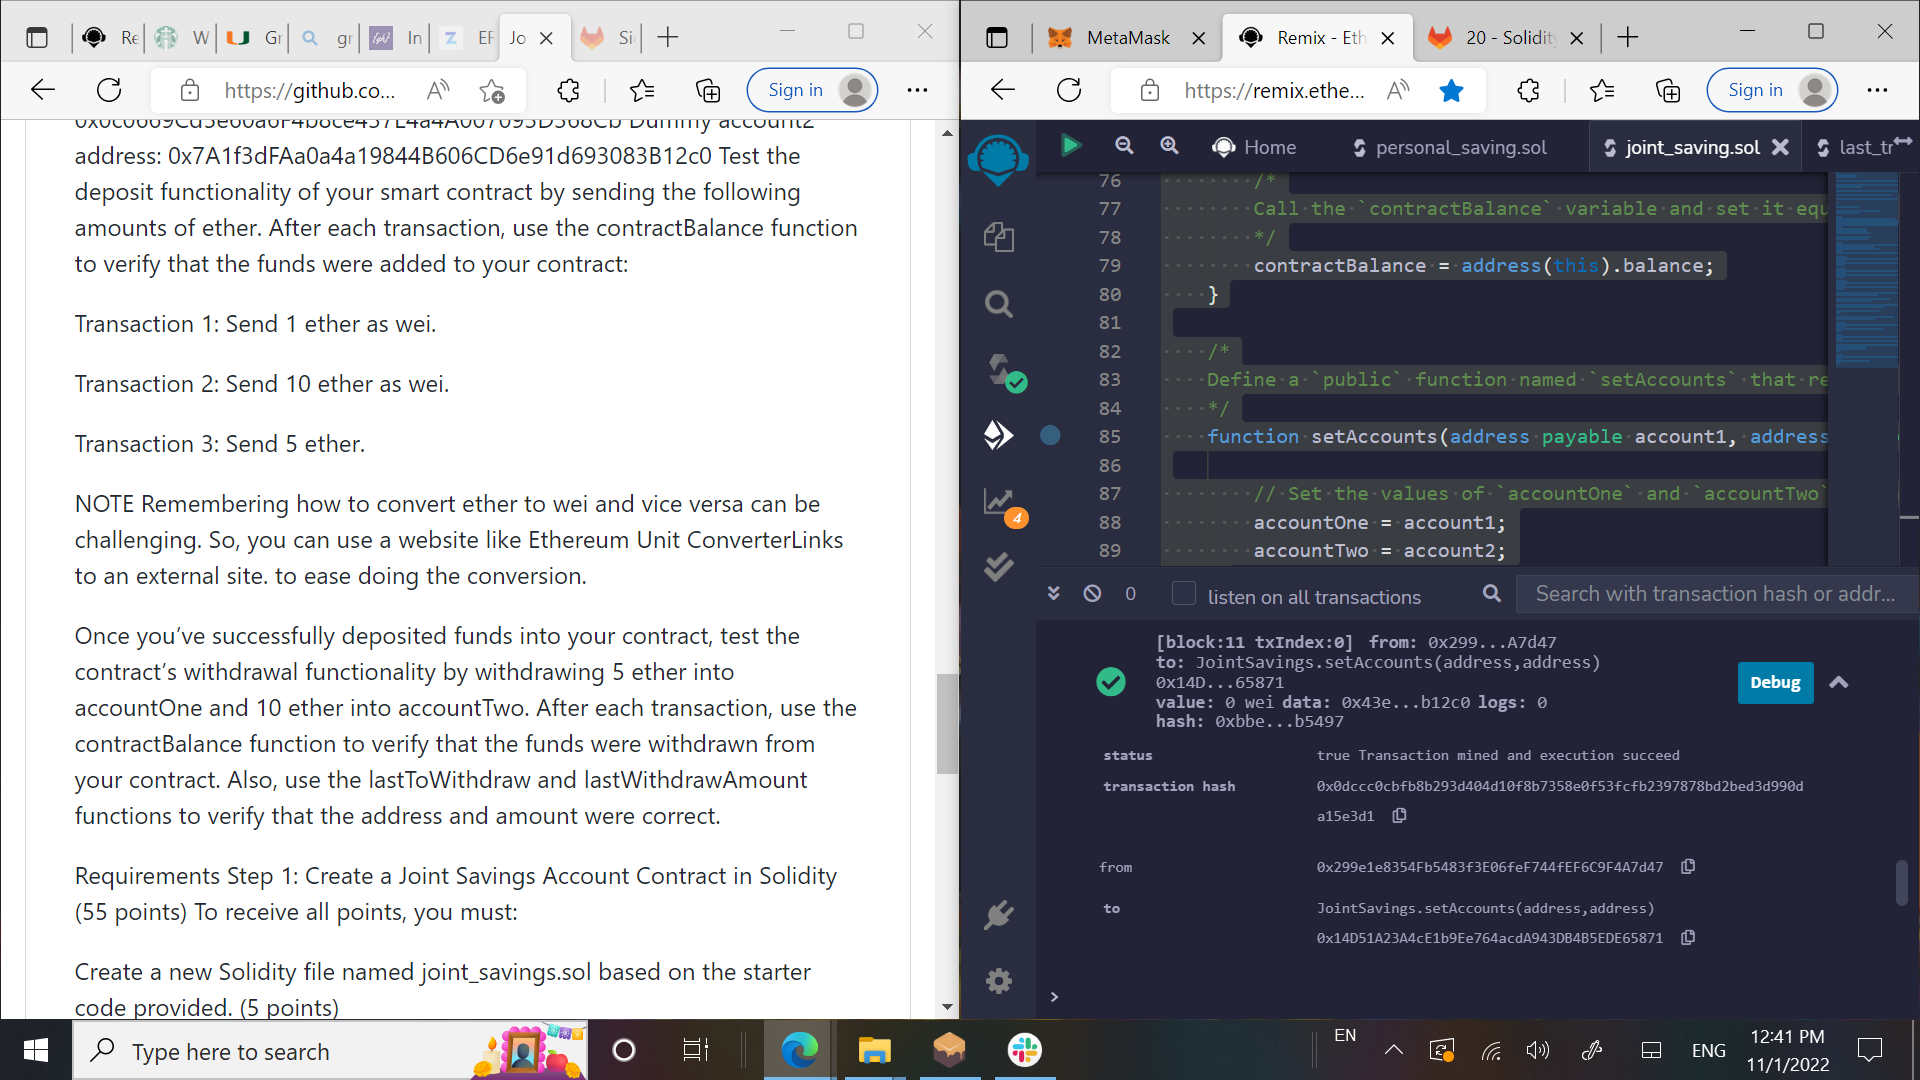 Re
W
Gr
gr
[gh]
In
Z
EF
Jo
Si
https://github.co...
Sign in
address: 0x7A1f3dFAa0a4a19844B606CD6e91d693083B12c0 Test the
deposit functionality of your smart contract by sending the following
amounts of ether. After each transaction, use the contractBalance function
to verify that the funds were added to your contract:
Transaction 1: Send 1 ether as wei.
Transaction 2: Send 10 ether as wei.
Transaction 3: Send 5 ether.
NOTE Remembering how to convert ether to wei and vice versa can be
challenging. So, you can use a website like Ethereum Unit ConverterLinks
to an external site. to ease doing the conversion.
Once you’ve successfully deposited funds into your contract, test the
contract’s withdrawal functionality by withdrawing 5 ether into
accountOne and 10 ether into accountTwo. After each transaction, use the
contractBalance function to verify that the funds were withdrawn from
your contract. Also, use the lastToWithdraw and lastWithdrawAmount
functions to verify that the address and amount were correct.
Requirements Step 1: Create a Joint Savings Account Contract in Solidity
(55 points) To receive all points, you must:
Create a new Solidity file named joint_savings.sol based on the starter
code provided. (5 points)
MetaMask
Remix - Eth
20 - Solidity
https://remix.ethe...
Sign in
Home
personal_saving.sol
joint_saving.sol
last_tr
76 /*
77 Call the `contractBalance` variable and set it equ
78 */
79 contractBalance = address(this).balance;
80 }
81
82 /*
83 Define a `public` function named `setAccounts` that re
84 */
85 function setAccounts(address payable account1, address
86
87 // Set the values of `accountOne` and `accountTwo`
88 accountOne = account1;
89 accountTwo = account2;
4
0
listen on all transactions
Search with transaction hash or addr...
[block:11 txIndex:0] from: 0x299...A7d47
to: JointSavings.setAccounts(address,address)
0x14D...65871
value: 0 wei data: 0x43e...b12c0 logs: 0
hash: 0xbbe...b5497
Debug
status true Transaction mined and execution succeed
transaction hash 0x0dccc0cbfb8b293d404d10f8b7358e0f53fcfb2397878bd2bed3d990d
a15e3d1
from 0x299e1e8354Fb5483f3E06feF744fEF6C9F4A7d47
to JointSavings.setAccounts(address,address)
0x14D51A23A4cE1b9Ee764acdA943DB4B5EDE65871
>
Type here to search
EN
ENG
12:41 PM
11/1/2022